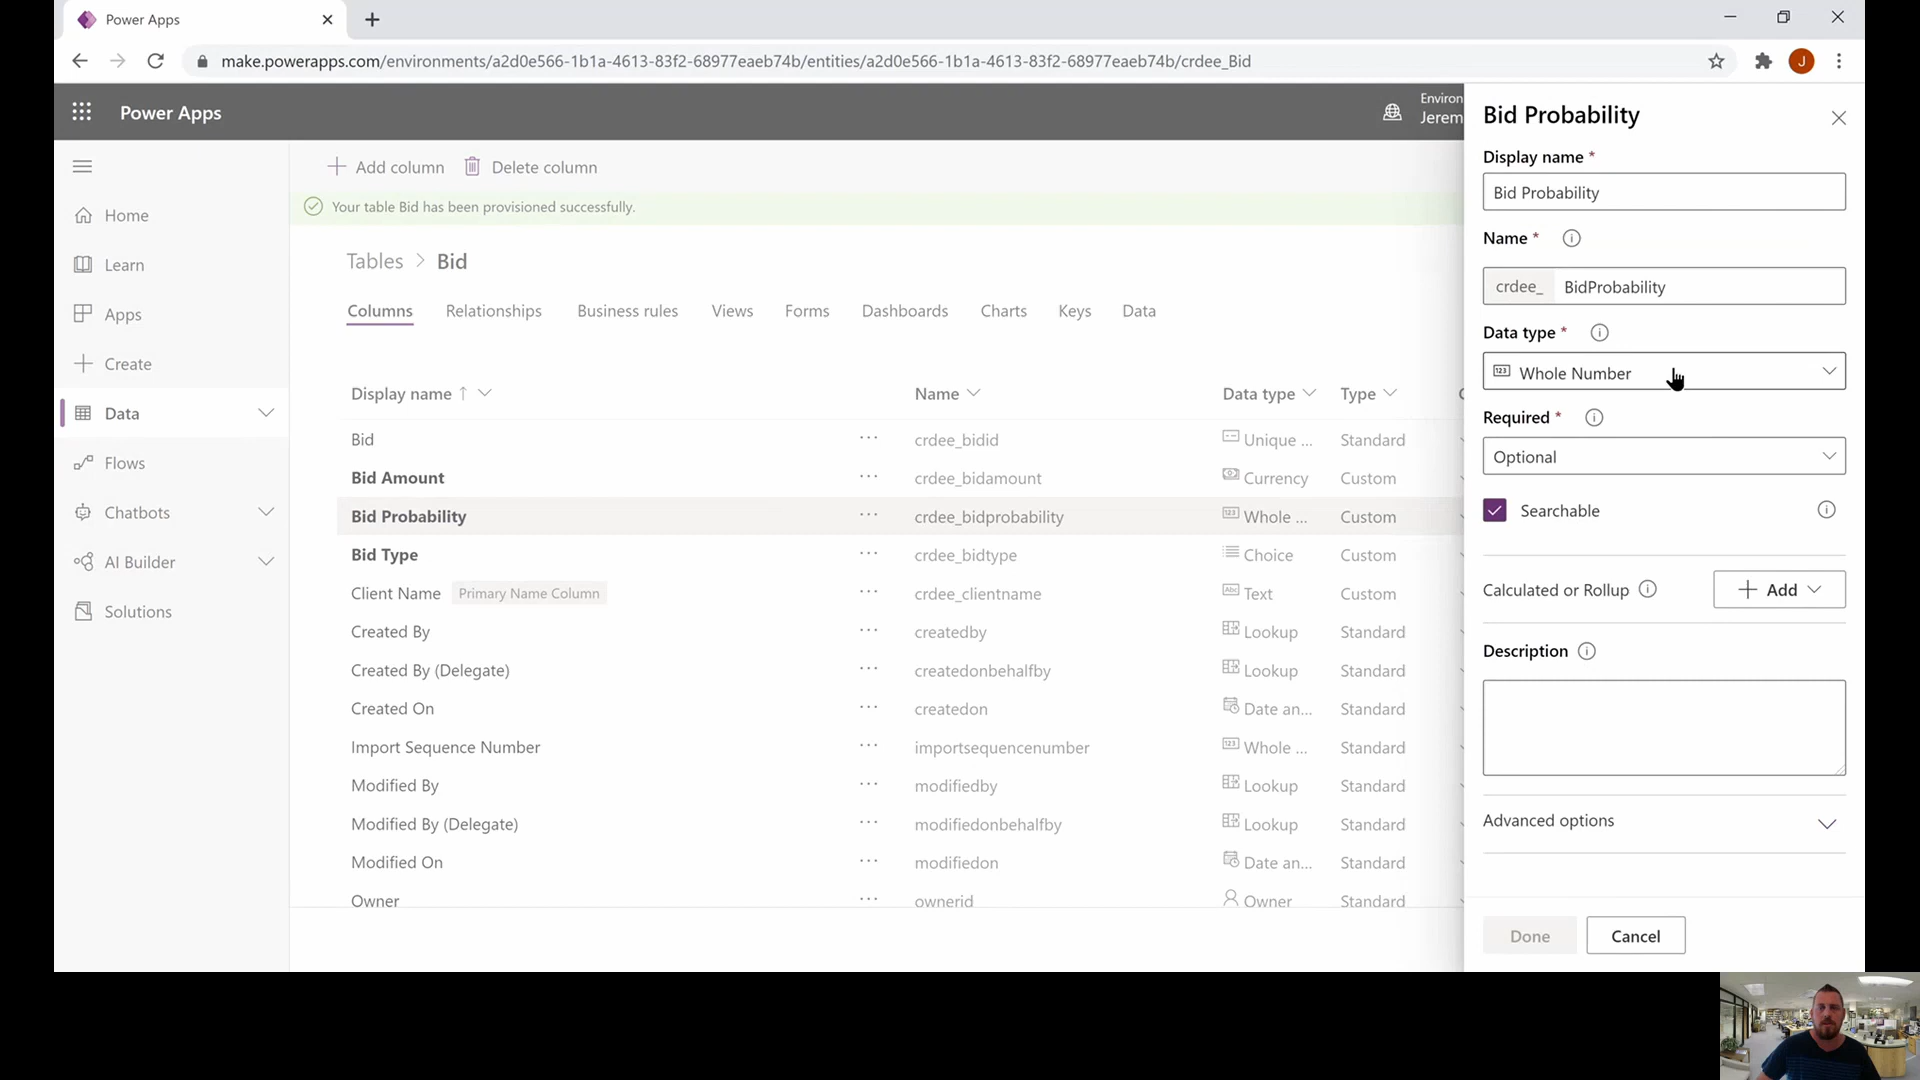 Power Apps
make.powerapps.com/environments/a2d0e566-1b1a-4613-83f2-68977eaeb74b/entities/a2d0e566-1b1a-4613-83f2-68977eaeb74b/crdee_Bid
J
Power Apps
Environ
Jerem
Add column
Delete column
Your table Bid has been provisioned successfully.
Home
Learn
Apps
Create
Data
Flows
Chatbots
AI Builder
Solutions
Tables > Bid
Columns Relationships Business rules Views Forms Dashboards Charts Keys Data
Display name ↑ Name Data type Type
Bid ... crdee_bidid Unique ... Standard
Bid Amount ... crdee_bidamount Currency Custom
Bid Probability ... crdee_bidprobability Whole ... Custom
Bid Type ... crdee_bidtype Choice Custom
Client Name Primary Name Column ... crdee_clientname Text Custom
Created By ... createdby Lookup Standard
Created By (Delegate) ... createdonbehalfby Lookup Standard
Created On ... createdon Date an... Standard
Import Sequence Number ... importsequencenumber Whole ... Standard
Modified By ... modifiedby Lookup Standard
Modified By (Delegate) ... modifiedonbehalfby Lookup Standard
Modified On ... modifiedon Date an... Standard
Owner ... ownerid Owner Standard
Bid Probability
Display name *
Bid Probability
Name *
crdee_ BidProbability
Data type *
123 Whole Number
Required *
Optional
Searchable
Calculated or Rollup
Add
Description
Advanced options
Done Cancel